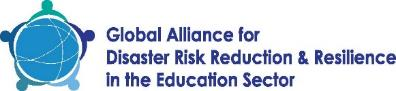 Global Alliance for
Disaster Risk Reduction & Resilience
in the Education Sector